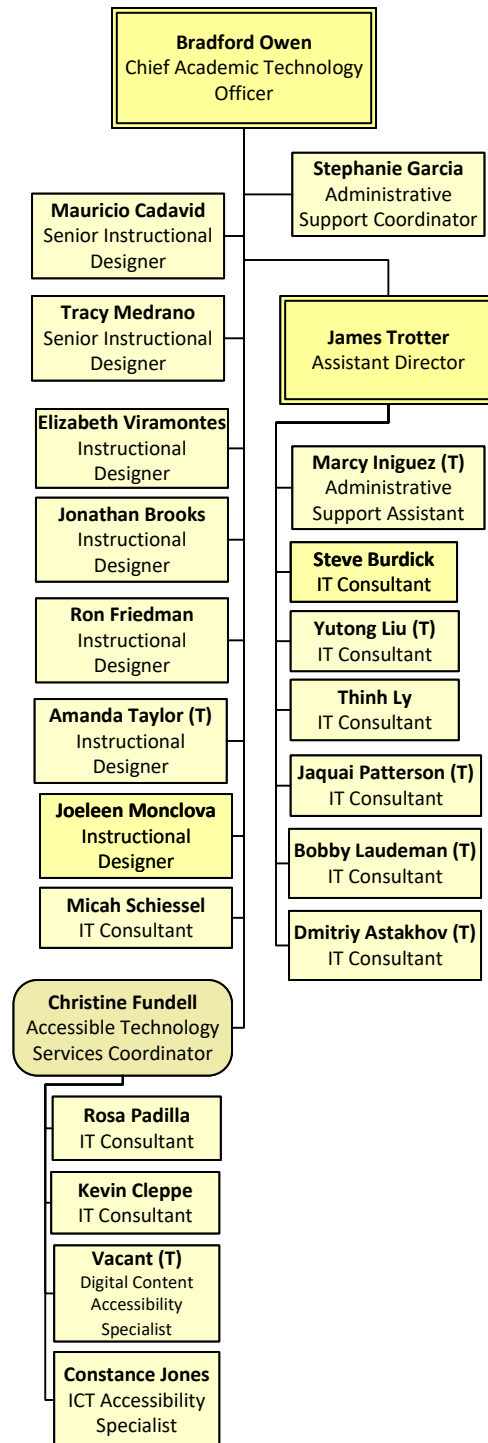 Bradford Owen
Chief Academic Technology
Officer
Stephanie Garcia
Administrative
Support Coordinator
Mauricio Cadavid
Senior Instructional
Designer
Tracy Medrano
Senior Instructional
Designer
James Trotter
Assistant Director
Elizabeth Viramontes
Instructional
Designer
Jonathan Brooks
Instructional
Designer
Ron Friedman
Instructional
Designer
Amanda Taylor (T)
Instructional
Designer
Joeleen Monclova
Instructional
Designer
Micah Schiessel
IT Consultant
Marcy Iniguez (T)
Administrative
Support Assistant
Steve Burdick
IT Consultant
Yutong Liu (T)
IT Consultant
Thinh Ly
IT Consultant
Jaquai Patterson (T)
IT Consultant
Bobby Laudeman (T)
IT Consultant
Dmitriy Astakhov (T)
IT Consultant
Christine Fundell
Accessible Technology
Services Coordinator
Rosa Padilla
IT Consultant
Kevin Cleppe
IT Consultant
Vacant (T)
Digital Content
Accessibility
Specialist
Constance Jones
ICT Accessibility
Specialist